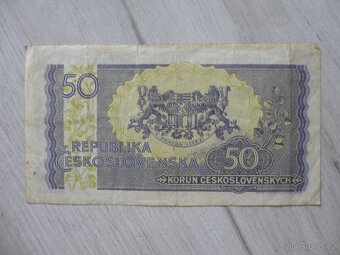 50
REPUBLIKA
ČESKOSLOVENSKÁ
50
KORUN ČESKOSLOVENSKÝCH